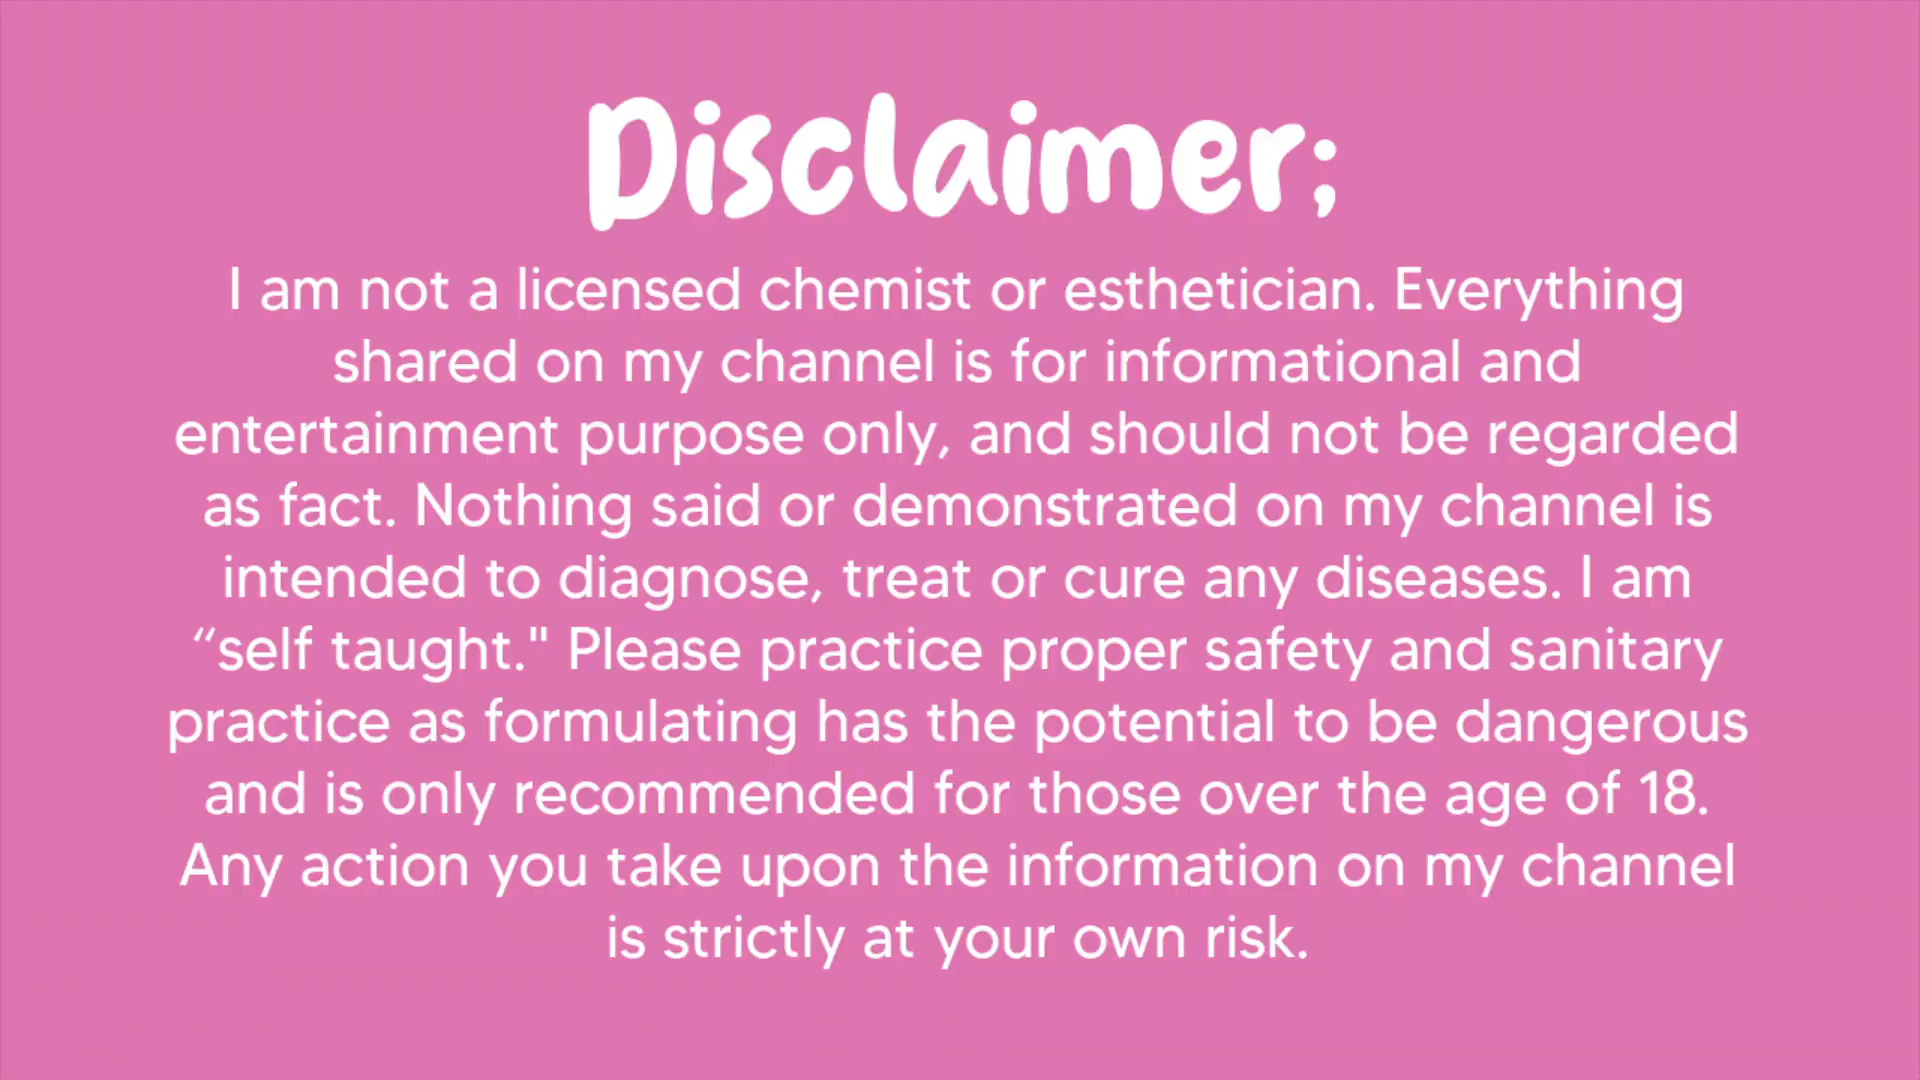 Disclaimer;
I am not a licensed chemist or esthetician. Everything
shared on my channel is for informational and
entertainment purpose only, and should not be regarded
as fact. Nothing said or demonstrated on my channel is
intended to diagnose, treat or cure any diseases. I am
“self taught." Please practice proper safety and sanitary
practice as formulating has the potential to be dangerous
and is only recommended for those over the age of 18.
Any action you take upon the information on my channel
is strictly at your own risk.